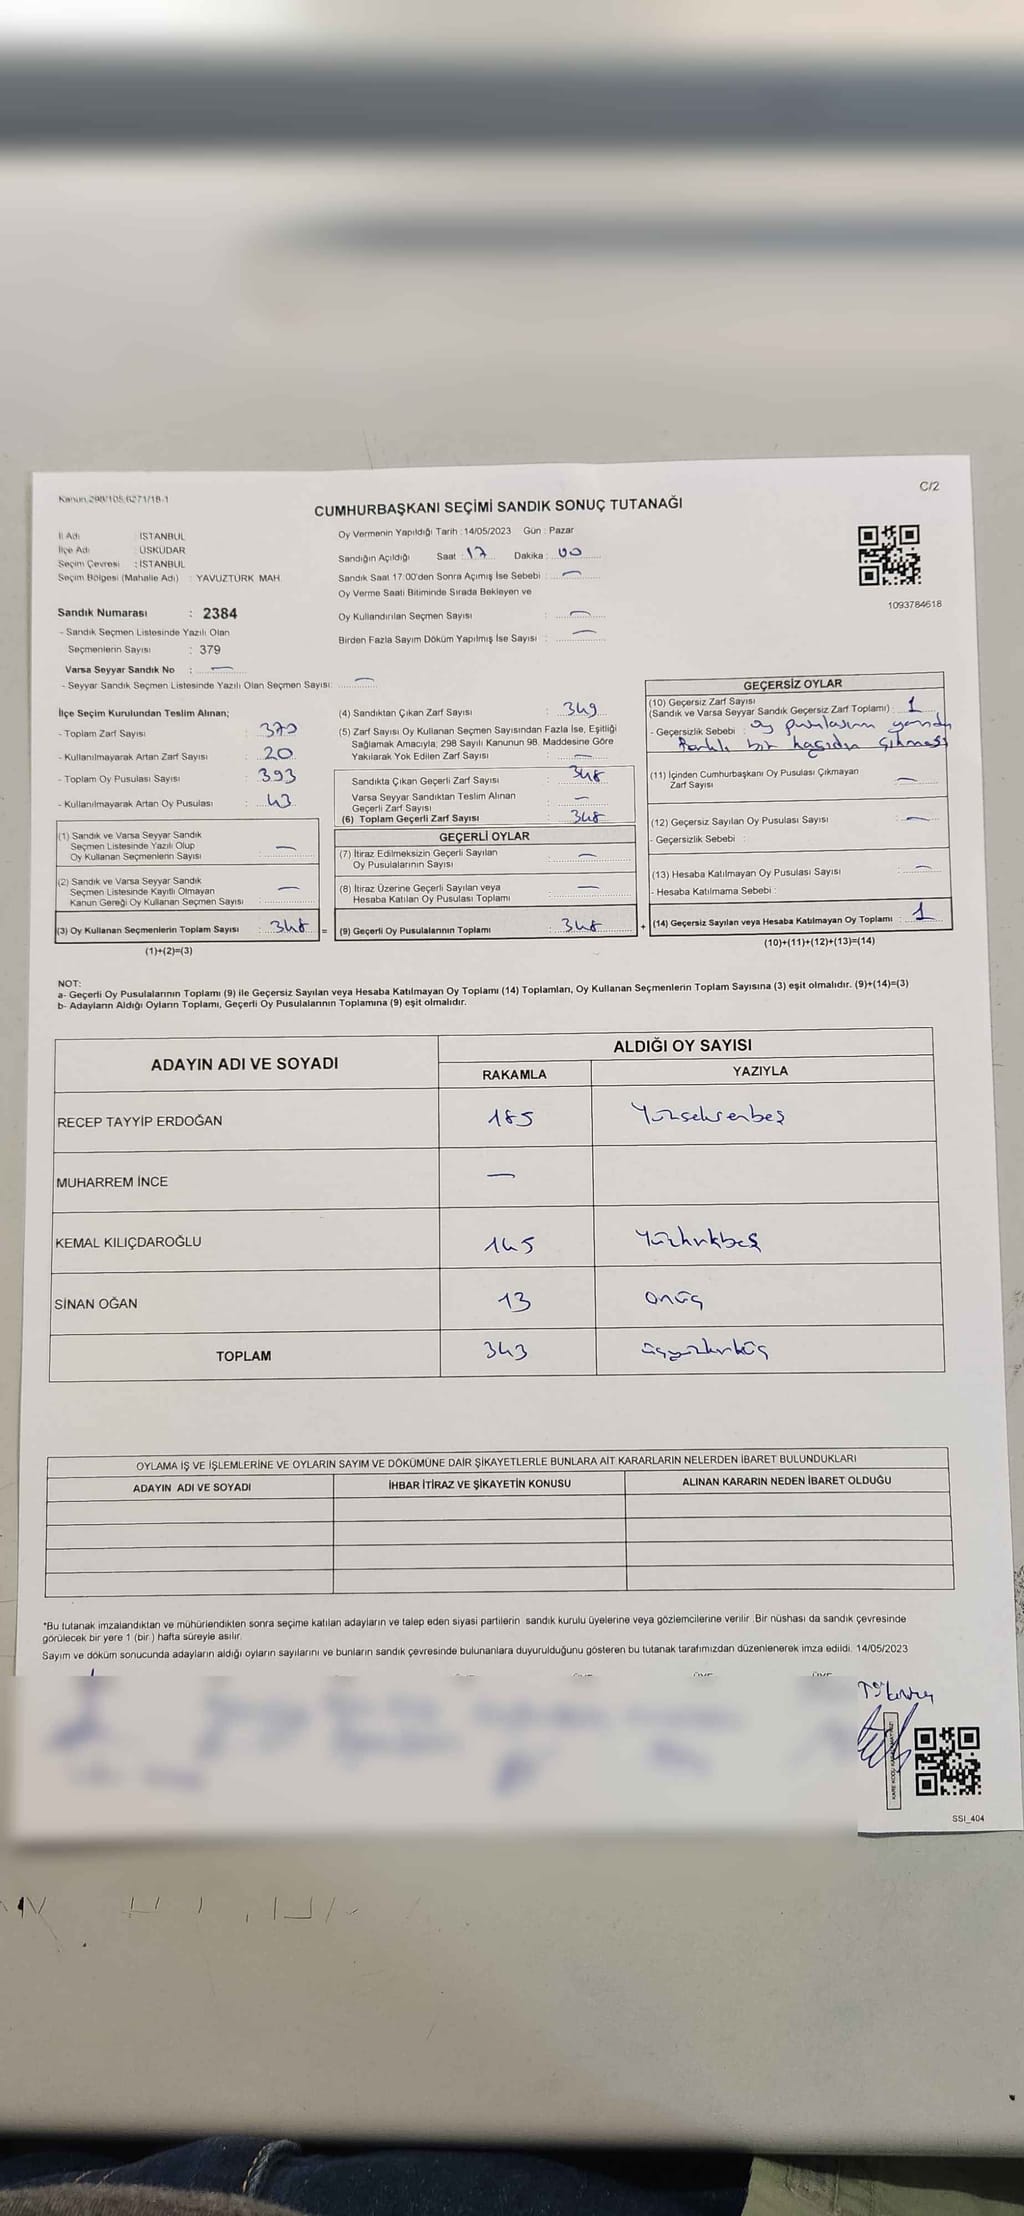 Kanun:298/105,6271/18-1
C/2
CUMHURBAŞKANI SEÇİMİ SANDIK SONUÇ TUTANAĞI
İl Adı : İSTANBUL
İlçe Adı : ÜSKÜDAR
Seçim Çevresi : İSTANBUL
Seçim Bölgesi (Mahalle Adı) : YAVUZTÜRK MAH.
Oy Vermenin Yapıldığı Tarih : 14/05/2023 Gün : Pazar
Sandığın Açıldığı Saat : 17 Dakika : 00
Sandık Saat 17:00'den Sonra Açımış İse Sebebi : —
Oy Verme Saati Bitiminde Sırada Bekleyen ve
Oy Kullandırılan Seçmen Sayısı : —
Birden Fazla Sayım Döküm Yapılmış İse Sayısı : —
1093784618
Sandık Numarası : 2384
- Sandık Seçmen Listesinde Yazılı Olan
Seçmenlerin Sayısı : 379
Varsa Seyyar Sandık No : —
- Seyyar Sandık Seçmen Listesinde Yazılı Olan Seçmen Sayısı: —
İlçe Seçim Kurulundan Teslim Alınan;
- Toplam Zarf Sayısı : 370
- Kullanılmayarak Artan Zarf Sayısı : 20
- Toplam Oy Pusulası Sayısı : 393
- Kullanılmayarak Artan Oy Pusulası : 43
(1) Sandık ve Varsa Seyyar Sandık
Seçmen Listesinde Yazılı Olup
Oy Kullanan Seçmenlerin Sayısı : —
(2) Sandık ve Varsa Seyyar Sandık
Seçmen Listesinde Kayıtlı Olmayan
Kanun Gereği Oy Kullanan Seçmen Sayısı : —
(3) Oy Kullanan Seçmenlerin Toplam Sayısı : 348 =
(1)+(2)=(3)
(4) Sandıktan Çıkan Zarf Sayısı : 349
(5) Zarf Sayısı Oy Kullanan Seçmen Sayısından Fazla İse, Eşitliği
Sağlamak Amacıyla; 298 Sayılı Kanunun 98. Maddesine Göre
Yakılarak Yok Edilen Zarf Sayısı : —
Sandıkta Çıkan Geçerli Zarf Sayısı : 348
Varsa Seyyar Sandıktan Teslim Alınan
Geçerli Zarf Sayısı : —
(6) Toplam Geçerli Zarf Sayısı : 348
GEÇERLİ OYLAR
(7) İtiraz Edilmeksizin Geçerli Sayılan
Oy Pusulalarının Sayısı : —
(8) İtiraz Üzerine Geçerli Sayılan veya
Hesaba Katılan Oy Pusulası Toplamı : —
(9) Geçerli Oy Pusulalarının Toplamı : 348 +
GEÇERSİZ OYLAR
(10) Geçersiz Zarf Sayısı
(Sandık ve Varsa Seyyar Sandık Geçersiz Zarf Toplamı) : 1
- Geçersizlik Sebebi : oy pusulasının yanında
farklı bir kağıdın çıkması
(11) İçinden Cumhurbaşkanı Oy Pusulası Çıkmayan
Zarf Sayısı : —
(12) Geçersiz Sayılan Oy Pusulası Sayısı : —
- Geçersizlik Sebebi :
(13) Hesaba Katılmayan Oy Pusulası Sayısı : —
- Hesaba Katılmama Sebebi :
(14) Geçersiz Sayılan veya Hesaba Katılmayan Oy Toplamı : 1
(10)+(11)+(12)+(13)=(14)
NOT:
a- Geçerli Oy Pusulalarının Toplamı (9) ile Geçersiz Sayılan veya Hesaba Katılmayan Oy Toplamı (14) Toplamları, Oy Kullanan Seçmenlerin Toplam Sayısına (3) eşit olmalıdır. (9)+(14)=(3)
b- Adayların Aldığı Oyların Toplamı, Geçerli Oy Pusulalarının Toplamına (9) eşit olmalıdır.
ADAYIN ADI VE SOYADI
ALDIĞI OY SAYISI
RAKAMLA YAZIYLA
RECEP TAYYİP ERDOĞAN 185 Yüzseksenbeş
MUHARREM İNCE —
KEMAL KILIÇDAROĞLU 145 Yüzkırkbeş
SİNAN OĞAN 13 onüç
TOPLAM 343 üçyüzkırküç
OYLAMA İŞ VE İŞLEMLERİNE VE OYLARIN SAYIM VE DÖKÜMÜNE DAİR ŞİKAYETLERLE BUNLARA AİT KARARLARIN NELERDEN İBARET BULUNDUKLARI
ADAYIN ADI VE SOYADI İHBAR İTİRAZ VE ŞİKAYETİN KONUSU ALINAN KARARIN NEDEN İBARET OLDUĞU
*Bu tutanak imzalandıktan ve mühürlendikten sonra seçime katılan adayların ve talep eden siyasi partilerin sandık kurulu üyelerine veya gözlemcilerine verilir .Bir nüshası da sandık çevresinde
görülecek bir yere 1 (bir) hafta süreyle asılır.
Sayım ve döküm sonucunda adayların aldığı oyların sayılarını ve bunların sandık çevresinde bulunanlara duyurulduğunu gösteren bu tutanak tarafımızdan düzenlenerek imza edildi. 14/05/2023
SSI_404